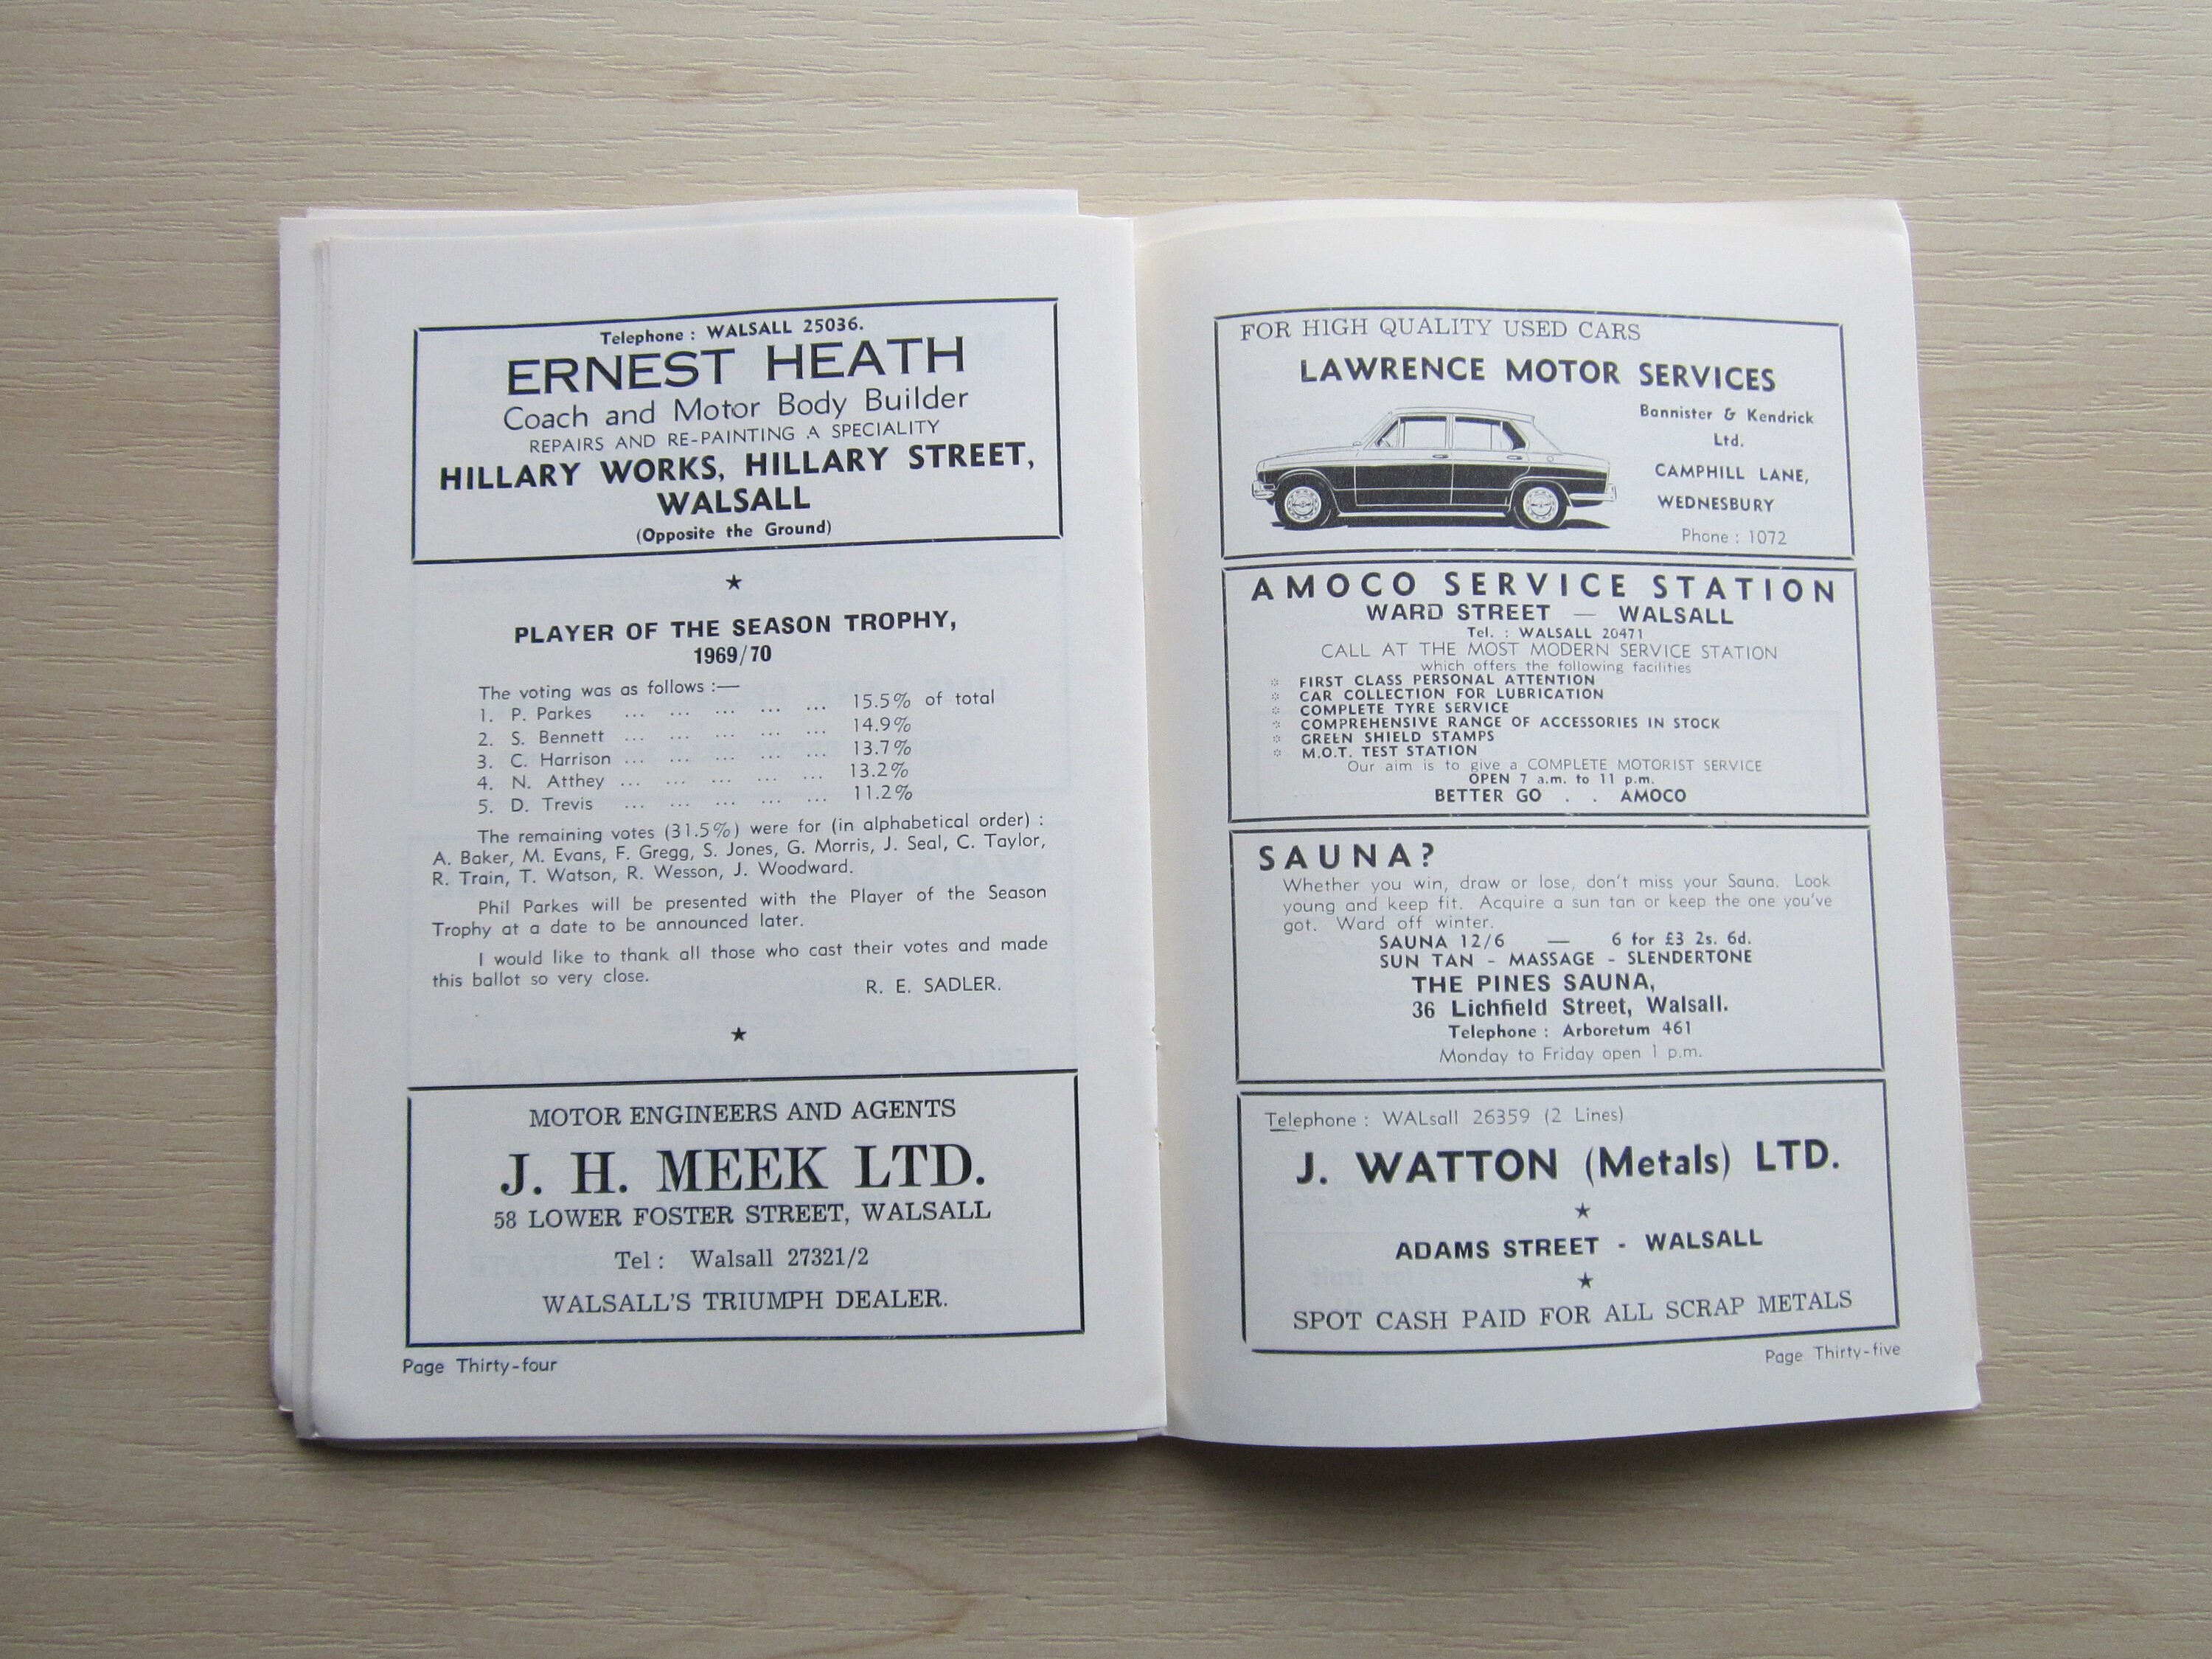 Telephone : WALSALL 25036.
ERNEST HEATH
Coach and Motor Body Builder
REPAIRS AND RE-PAINTING A SPECIALITY
HILLARY WORKS, HILLARY STREET,
WALSALL
(Opposite the Ground)
★
PLAYER OF THE SEASON TROPHY,
1969/70
The voting was as follows :—
1. P. Parkes ... ... ... ... ... 15.5% of total
2. S. Bennett ... ... ... ... ... 14.9%
3. C. Harrison ... ... ... ... ... 13.7%
4. N. Atthey ... ... ... ... ... 13.2%
5. D. Trevis ... ... ... ... ... 11.2%
The remaining votes (31.5%) were for (in alphabetical order) :
A. Baker, M. Evans, F. Gregg, S. Jones, G. Morris, J. Seal, C. Taylor,
R. Train, T. Watson, R. Wesson, J. Woodward.
Phil Parkes will be presented with the Player of the Season
Trophy at a date to be announced later.
I would like to thank all those who cast their votes and made
this ballot so very close.
R. E. SADLER.
★
MOTOR ENGINEERS AND AGENTS
J. H. MEEK LTD.
58 LOWER FOSTER STREET, WALSALL
Tel : Walsall 27321/2
WALSALL'S TRIUMPH DEALER.
Page Thirty-four
FOR HIGH QUALITY USED CARS
LAWRENCE MOTOR SERVICES
Bannister & Kendrick
Ltd.
CAMPHILL LANE,
WEDNESBURY
Phone : 1072
AMOCO SERVICE STATION
WARD STREET — WALSALL
Tel. : WALSALL 20471
CALL AT THE MOST MODERN SERVICE STATION
which offers the following facilities
FIRST CLASS PERSONAL ATTENTION
CAR COLLECTION FOR LUBRICATION
COMPLETE TYRE SERVICE
COMPREHENSIVE RANGE OF ACCESSORIES IN STOCK
GREEN SHIELD STAMPS
M.O.T. TEST STATION
Our aim is to give a COMPLETE MOTORIST SERVICE
OPEN 7 a.m. to 11 p.m.
BETTER GO . . AMOCO
SAUNA?
Whether you win, draw or lose, don't miss your Sauna. Look
young and keep fit. Acquire a sun tan or keep the one you've
got. Ward off winter.
SAUNA 12/6 — 6 for £3 2s. 6d.
SUN TAN - MASSAGE - SLENDERTONE
THE PINES SAUNA,
36 Lichfield Street, Walsall.
Telephone : Arboretum 461
Monday to Friday open 1 p.m.
Telephone : WALsall 26359 (2 Lines)
J. WATTON (Metals) LTD.
★
ADAMS STREET - WALSALL
★
SPOT CASH PAID FOR ALL SCRAP METALS
Page Thirty-five